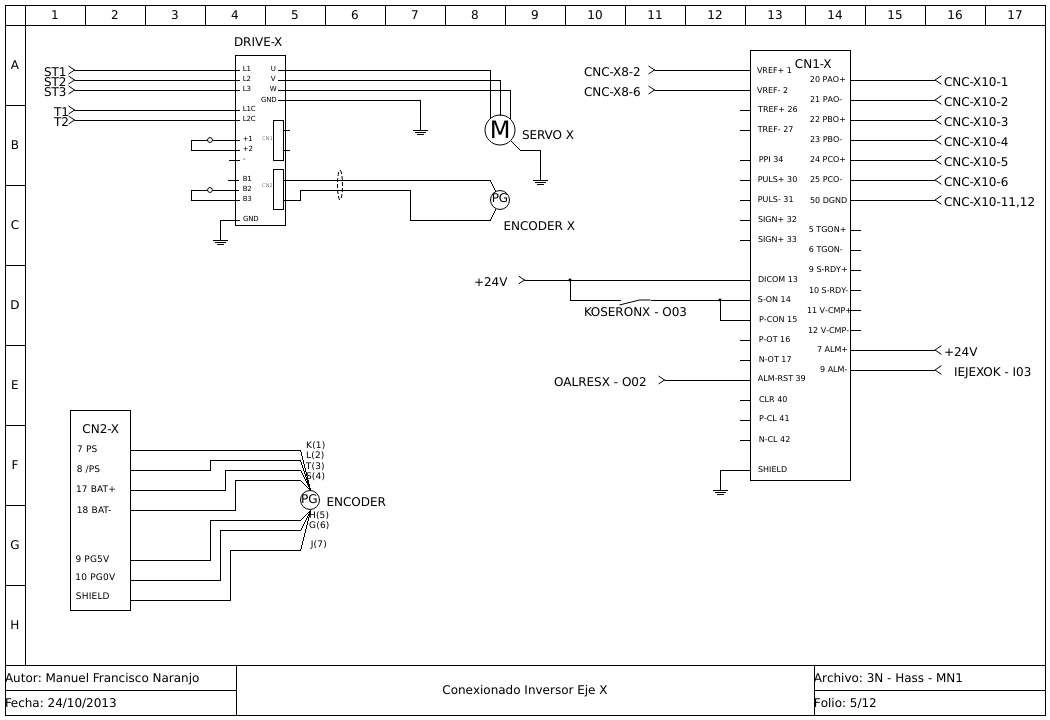 1 2 3 4 5 6 7 8 9 10 11 12 13 14 15 16 17
A
B
C
D
E
F
G
H
DRIVE-X
ST1
ST2
ST3
T1
T2
L1
L2
L3
L1C
L2C
+1
+2
-
B1
B2
B3
GND
U
V
W
GND
CN1
CN2
M
SERVO X
PG
ENCODER X
CNC-X8-2
CNC-X8-6
+24V
KOSERONX - O03
OALRESX - O02
CN1-X
VREF+ 1
VREF- 2
TREF+ 26
TREF- 27
PPI 34
PULS+ 30
PULS- 31
SIGN+ 32
SIGN+ 33
DICOM 13
S-ON 14
P-CON 15
P-OT 16
N-OT 17
ALM-RST 39
CLR 40
P-CL 41
N-CL 42
SHIELD
20 PAO+
21 PAO-
22 PBO+
23 PBO-
24 PCO+
25 PCO-
50 DGND
5 TGON+
6 TGON-
9 S-RDY+
10 S-RDY-
11 V-CMP+
12 V-CMP-
7 ALM+
9 ALM-
CNC-X10-1
CNC-X10-2
CNC-X10-3
CNC-X10-4
CNC-X10-5
CNC-X10-6
CNC-X10-11,12
+24V
IEJEXOK - I03
CN2-X
7 PS
8 /PS
17 BAT+
18 BAT-
9 PG5V
10 PG0V
SHIELD
K(1)
L(2)
T(3)
S(4)
PG
ENCODER
H(5)
G(6)
J(7)
Autor: Manuel Francisco Naranjo
Fecha: 24/10/2013
Conexionado Inversor Eje X
Archivo: 3N - Hass - MN1
Folio: 5/12